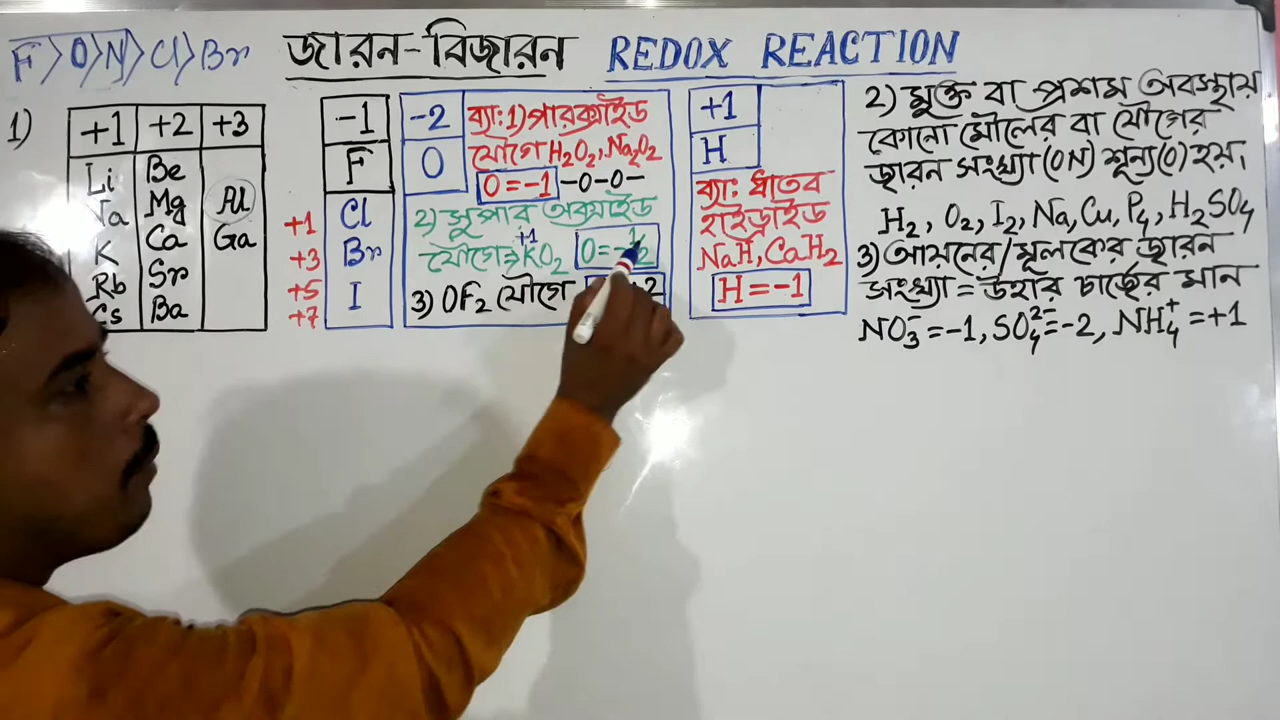 F>O>N>Cl>Br
জারন-বিজারন REDOX REACTION
1)
+1 +2 +3
Li Be
Na Mg Al
K Ca Ga
Rb Sr
Cs Ba
-1
F
+1 Cl
+3 Br
+5 I
+7
-2
O
ব্যা: 1) পারক্সাইড
যৌগে H₂O₂, Na₂O₂
O = -1 -O-O-
2) সুপার অক্সাইড
যৌগে⇒ +1 KO₂ O = -1/2
3) OF₂ যৌগে +2
+1
H
ব্যা: ধাতব
হাইড্রাইড
NaH, CaH₂
H = -1
2) মুক্ত বা প্রশম অবস্থায়
কোনো মৌলের বা যৌগের
জারন সংখ্যা (ON) শূন্য (0) হয়।
H₂, O₂, I₂, Na, Cu, P₄, H₂SO₄
3) আয়নের/মূলকের জারন
সংখ্যা = উহার চার্জের মান
NO₃⁻ = -1, SO₄²⁻ = -2, NH₄⁺ = +1